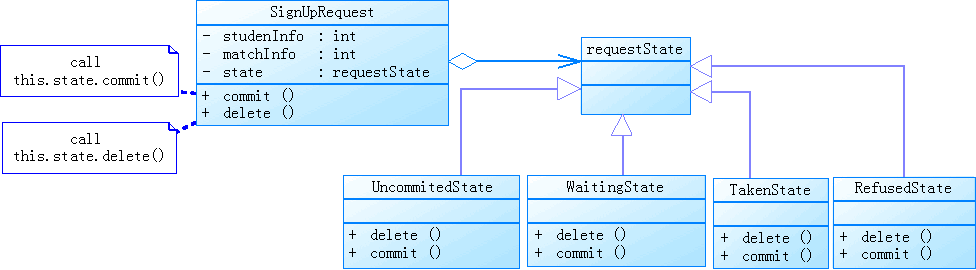 SignUpRequest
- studenInfo : int
- matchInfo : int
- state : requestState
+ commit ()
+ delete ()
call
this.state.commit()
call
this.state.delete()
requestState
UncommitedState
+ delete ()
+ commit ()
WaitingState
+ delete ()
+ commit ()
TakenState
+ delete ()
+ commit ()
RefusedState
+ delete ()
+ commit ()